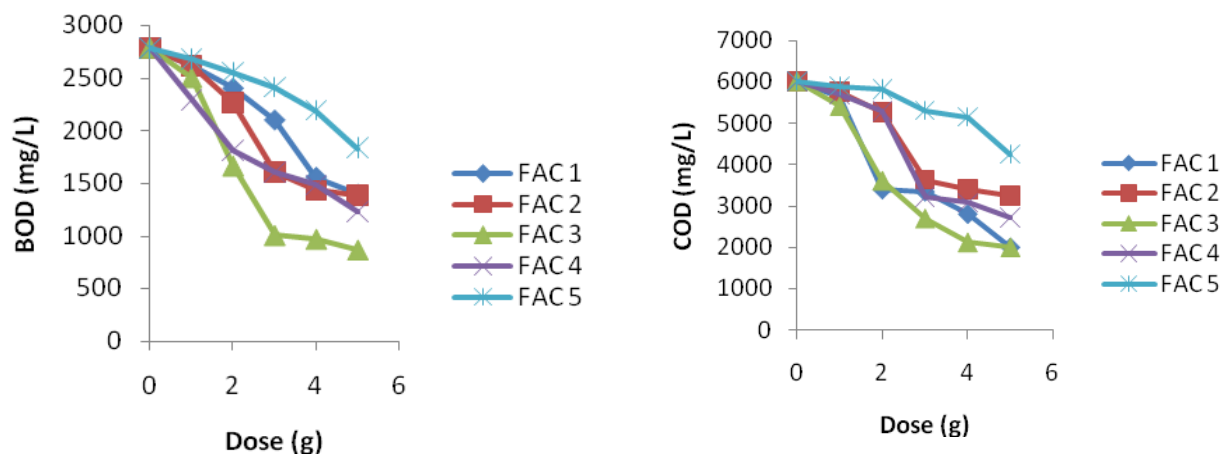 3000
2500
2000
1500
1000
500
0
BOD (mg/L)
0 2 4 6
Dose (g)
FAC 1
FAC 2
FAC 3
FAC 4
FAC 5
7000
6000
5000
4000
3000
2000
1000
0
COD (mg/L)
0 2 4 6
Dose (g)
FAC 1
FAC 2
FAC 3
FAC 4
FAC 5